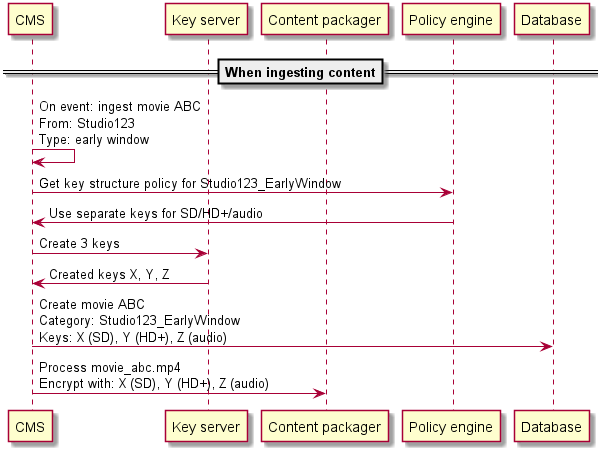 CMS
Key server
Content packager
Policy engine
Database
When ingesting content
On event: ingest movie ABC
From: Studio123
Type: early window
Get key structure policy for Studio123_EarlyWindow
Use separate keys for SD/HD+/audio
Create 3 keys
Created keys X, Y, Z
Create movie ABC
Category: Studio123_EarlyWindow
Keys: X (SD), Y (HD+), Z (audio)
Process movie_abc.mp4
Encrypt with: X (SD), Y (HD+), Z (audio)
CMS
Key server
Content packager
Policy engine
Database